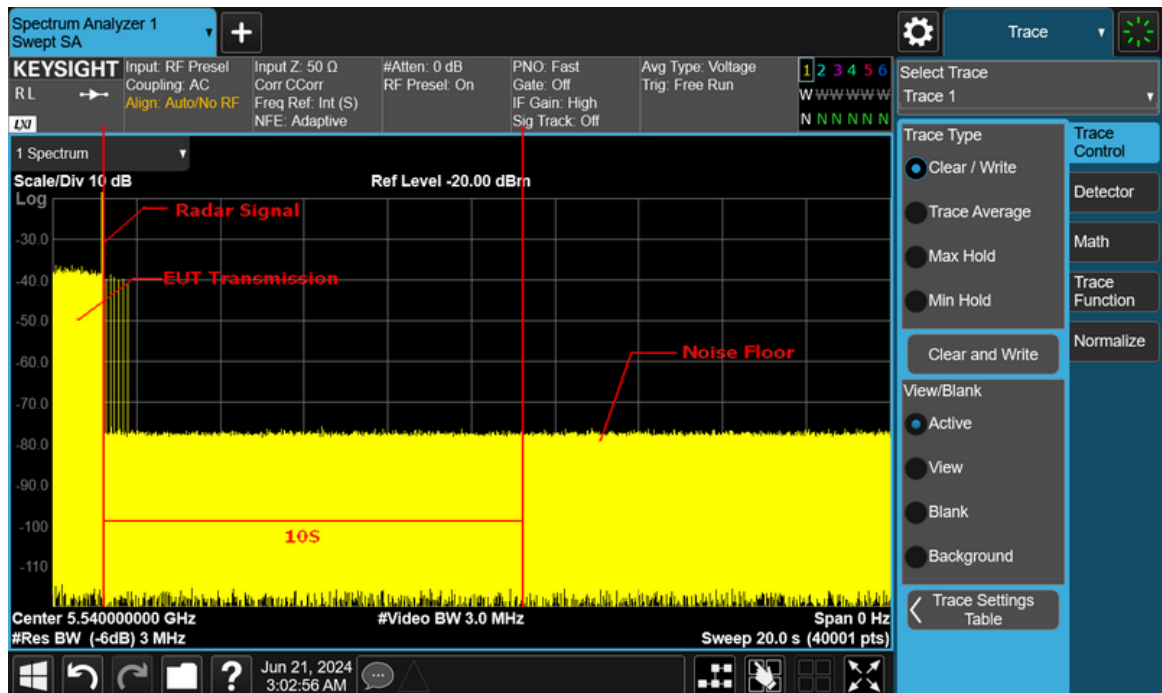 Spectrum Analyzer 1
Swept SA
+
Trace
KEYSIGHT
RL
LXI
Input: RF Presel
Coupling: AC
Align: Auto/No RF
Input Z: 50 Ω
Corr CCorr
Freq Ref: Int (S)
NFE: Adaptive
#Atten: 0 dB
RF Presel: On
PNO: Fast
Gate: Off
IF Gain: High
Sig Track: Off
Avg Type: Voltage
Trig: Free Run
1 2 3 4 5 6
W W W W W W
N N N N N N
Select Trace
Trace 1
1 Spectrum
Scale/Div 10 dB
Ref Level -20.00 dBm
Log
-30.0
-40.0
-50.0
-60.0
-70.0
-80.0
-90.0
-100
-110
Radar Signal
EUT Transmission
Noise Floor
10S
Center 5.540000000 GHz
#Video BW 3.0 MHz
Span 0 Hz
#Res BW (-6dB) 3 MHz
Sweep 20.0 s (40001 pts)
Trace Type
Clear / Write
Trace Average
Max Hold
Min Hold
Clear and Write
View/Blank
Active
View
Blank
Background
Trace Settings
Table
Trace
Control
Detector
Math
Trace
Function
Normalize
?
Jun 21, 2024
3:02:56 AM